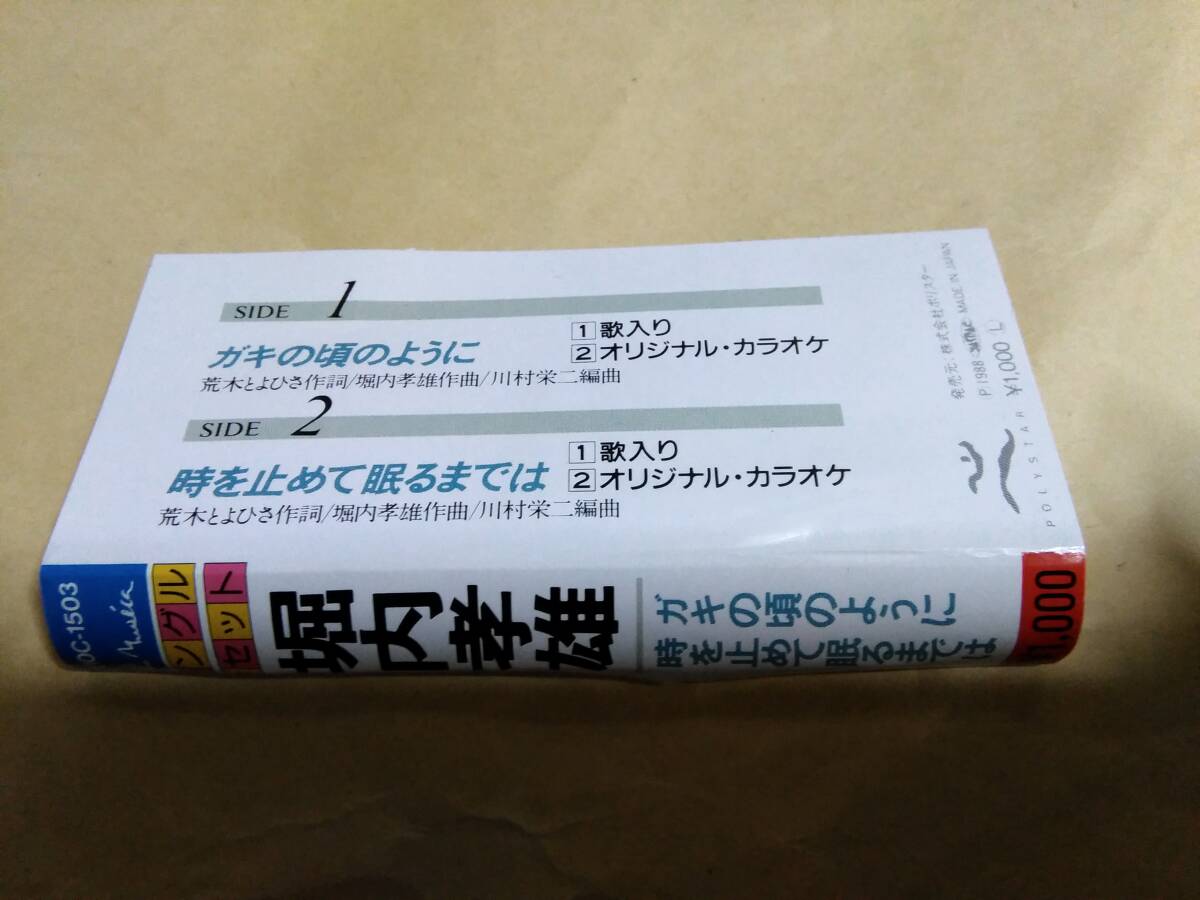 SIDE 1
ガキの頃のように
1 歌入り
2 オリジナル・カラオケ
荒木とよひさ作詞/堀内孝雄作曲/川村栄二編曲
SIDE 2
時を止めて眠るまでは
1 歌入り
2 オリジナル・カラオケ
荒木とよひさ作詞/堀内孝雄作曲/川村栄二編曲
発売元:株式会社ポリスター
P.1988 MADE IN JAPAN
¥1,000 L
POLYSTAR
DC-1503
ングル
セット
堀内孝雄
ガキの頃のように
時を止めて眠るまでは
1,000